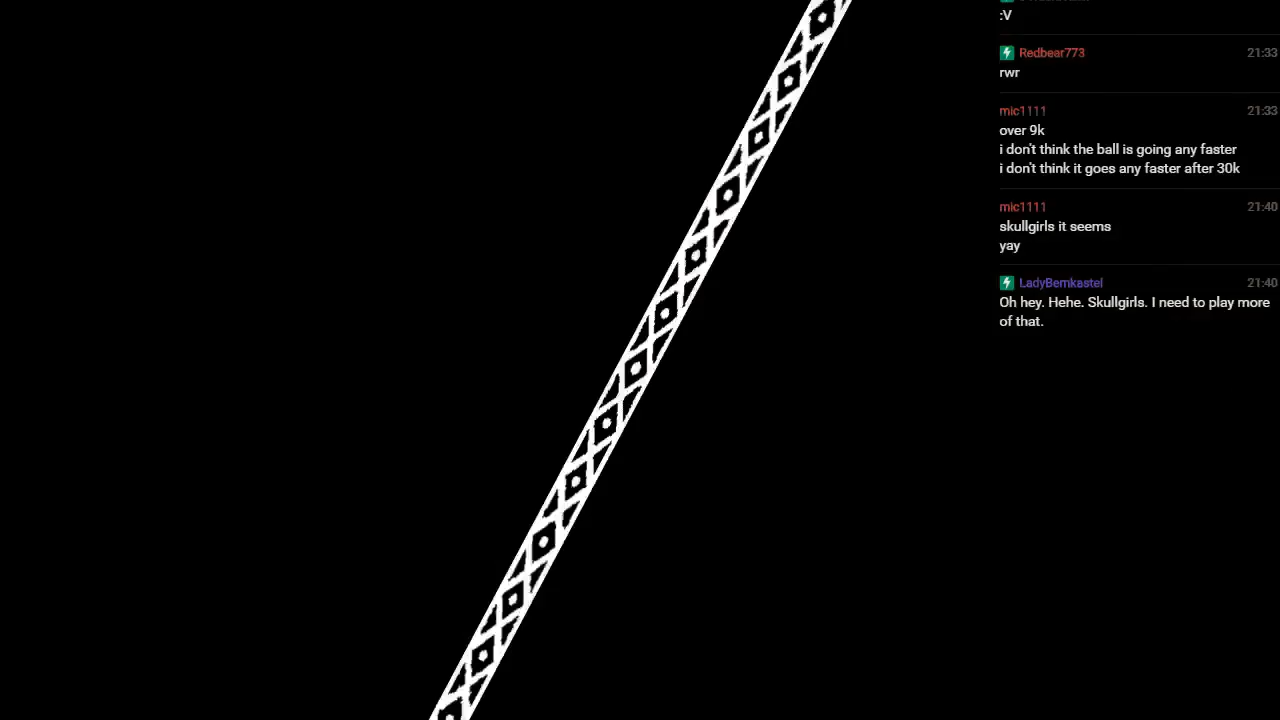 :V
Redbear773 21:33
rwr
mic1111 21:33
over 9k
i don't think the ball is going any faster
i don't think it goes any faster after 30k
mic1111 21:40
skullgirls it seems
yay
LadyBernkastel 21:40
Oh hey. Hehe. Skullgirls. I need to play more
of that.